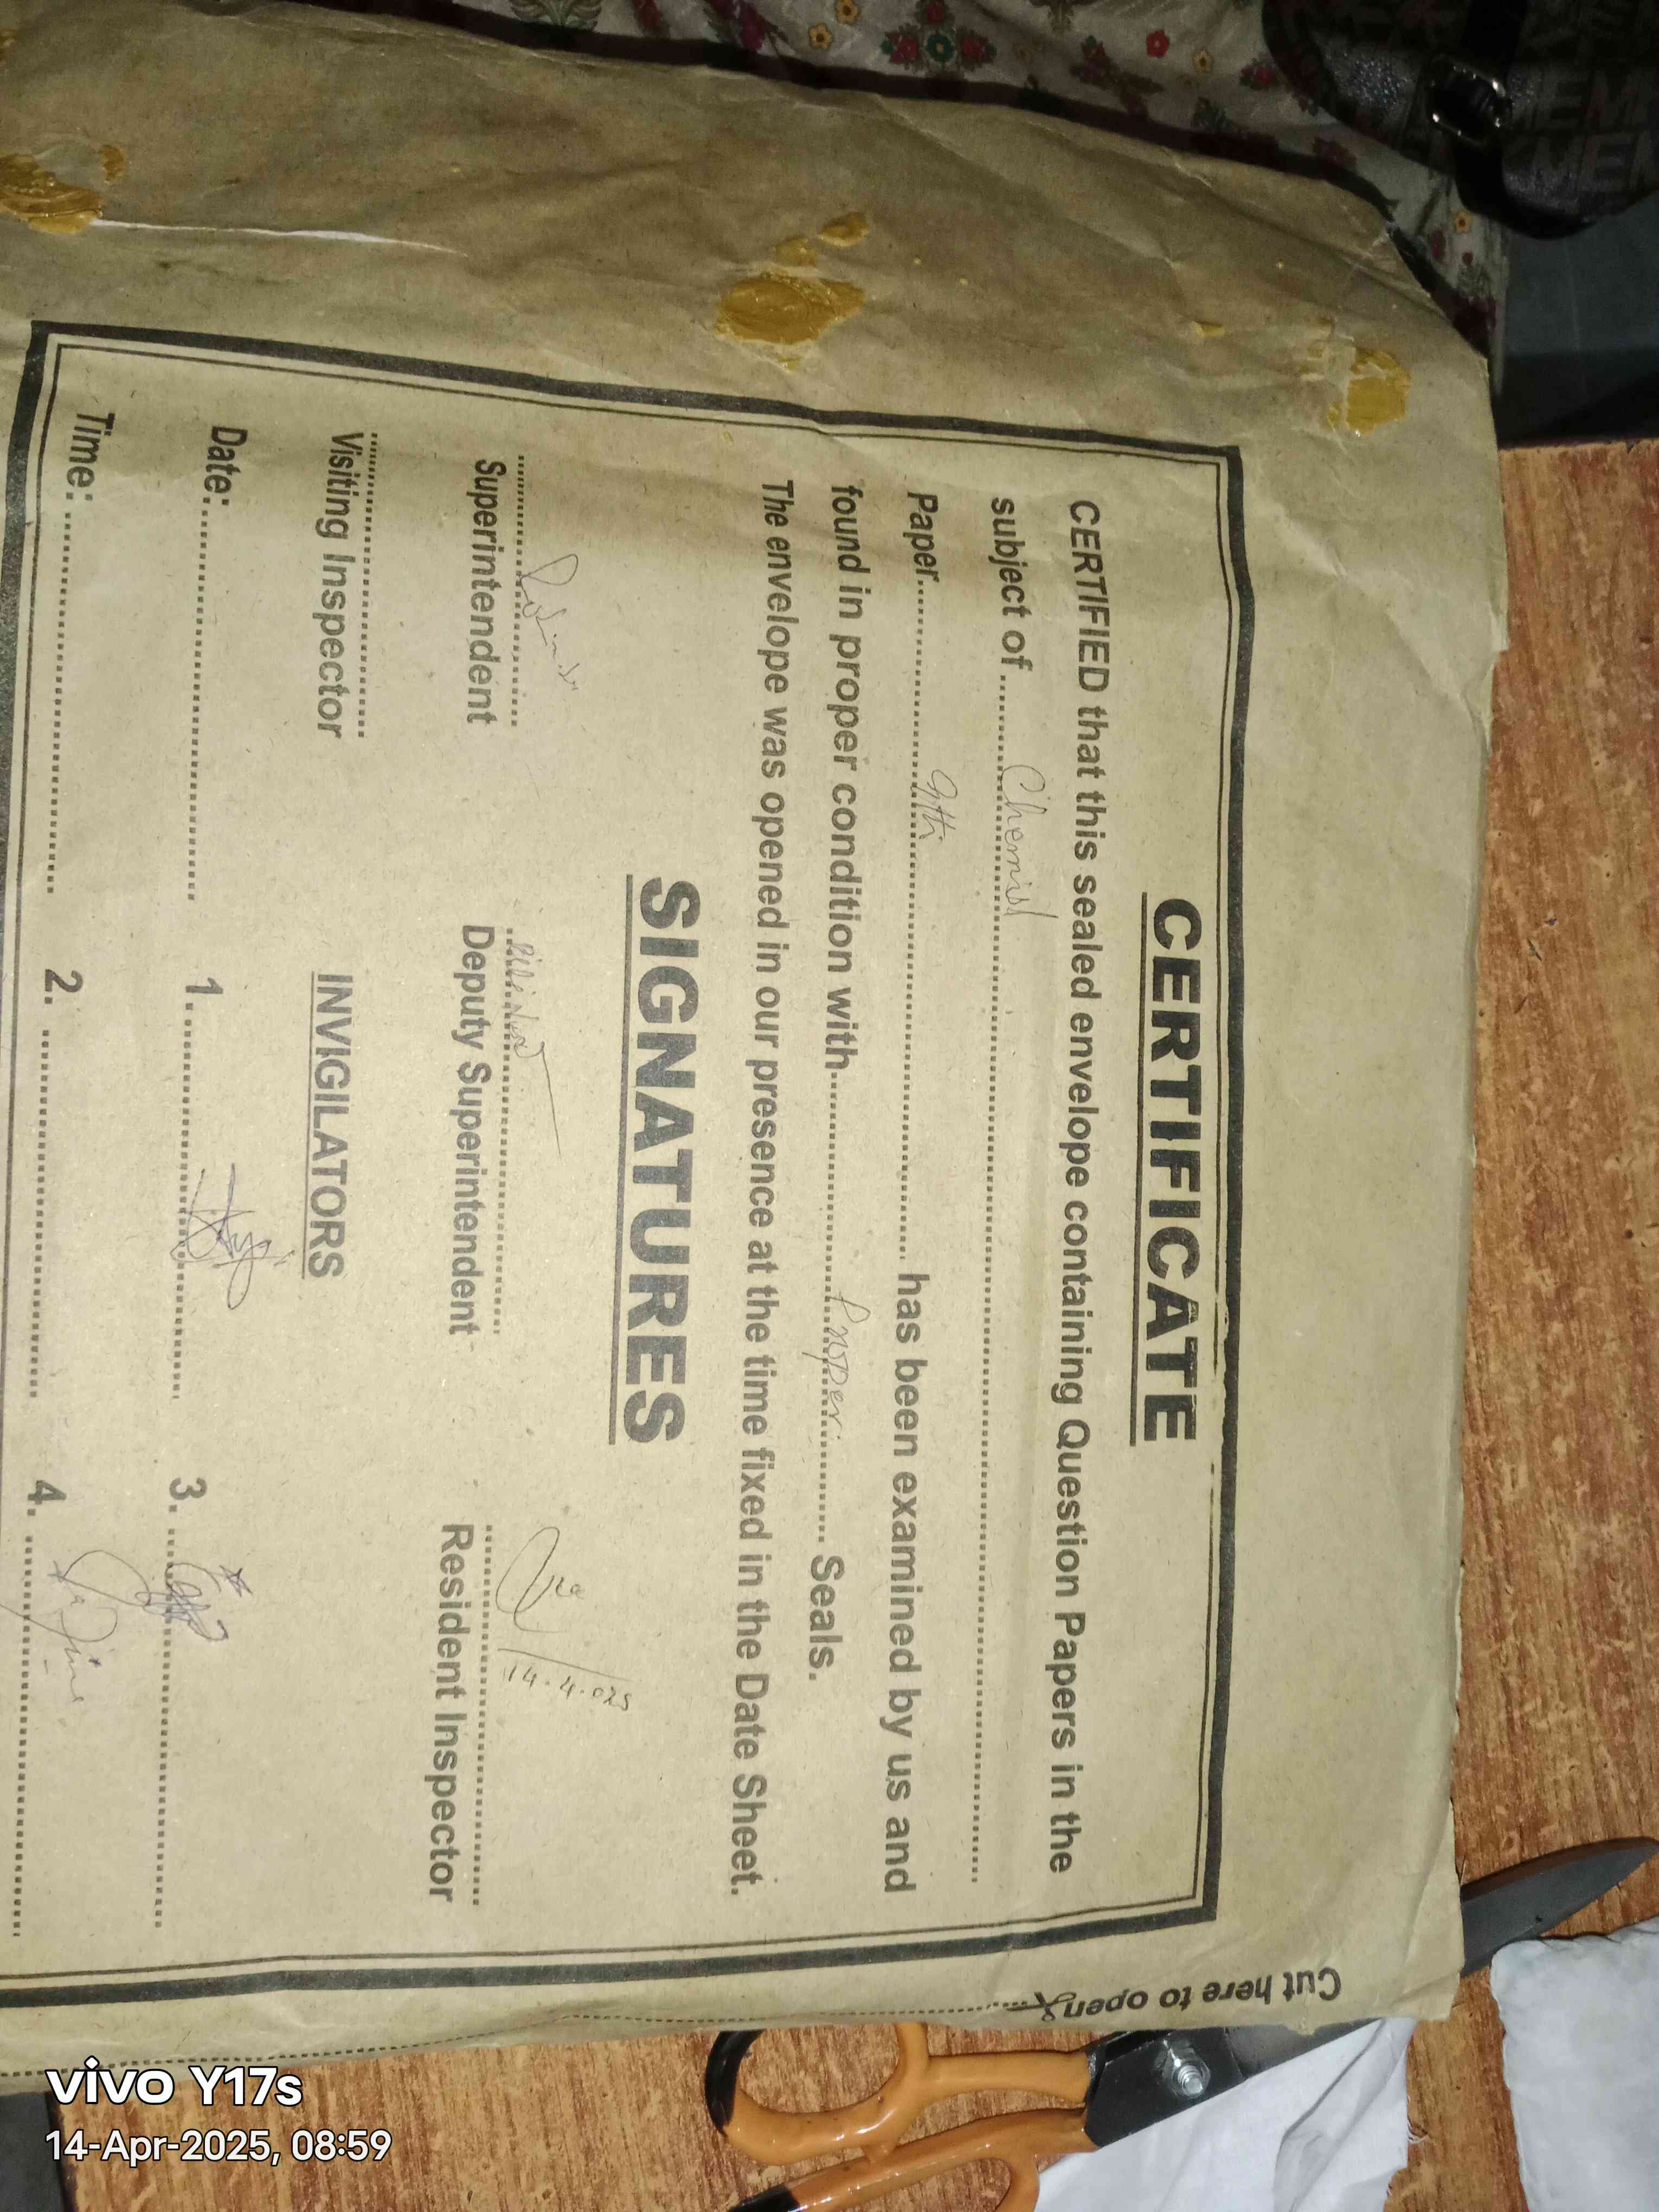 CERTIFICATE
CERTIFIED that this sealed envelope containing Question Papers in the
subject of
Paper 9th has been examined by us and
found in proper condition with Proper Seals.
The envelope was opened in our presence at the time fixed in the Date Sheet.
SIGNATURES
14.4.025
Superintendent Deputy Superintendent Resident Inspector
Visiting Inspector INVIGILATORS
Date: 1. 3.
Time: 2. 4.
Cut here to open
vivo Y17s
14-Apr-2025, 08:59